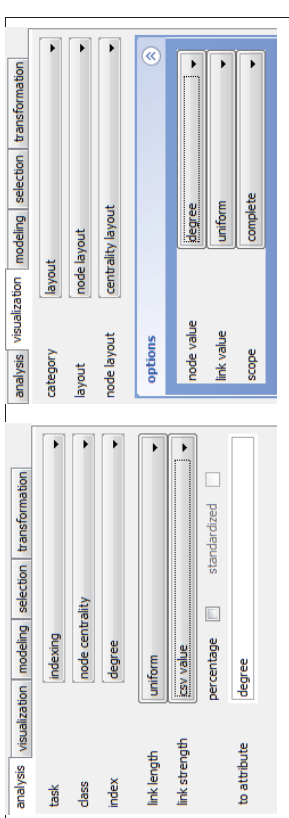 analysis visualization modeling selection transformation
task indexing
class node centrality
index degree
link length uniform
link strength csv value
percentage standardized
to attribute degree
analysis visualization modeling selection transformation
category layout
layout node layout
node layout centrality layout
options
node value degree
link value uniform
scope complete